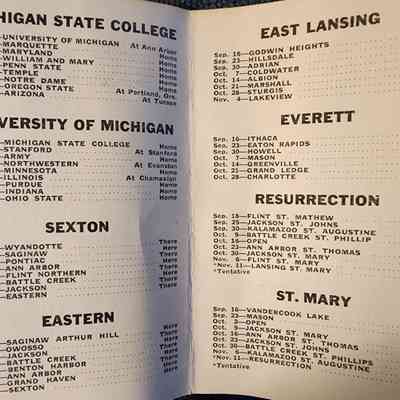 HIGAN STATE COLLEGE
UNIVERSITY OF MICHIGAN At Ann Arbor
MARQUETTE Home
MARYLAND Home
WILLIAM AND MARY Home
PENN STATE Home
TEMPLE Home
NOTRE DAME Home
OREGON STATE At Portland, Ore.
ARIZONA At Tucson
VERSITY OF MICHIGAN
MICHIGAN STATE COLLEGE Home
STANFORD At Stanford
ARMY Home
NORTHWESTERN At Evanston
MINNESOTA Home
ILLINOIS At Champaign
PURDUE Home
INDIANA Home
OHIO STATE Home
SEXTON
WYANDOTTE There
SAGINAW There
PONTIAC Here
ANN ARBOR Here
FLINT NORTHERN
BATTLE CREEK There
JACKSON There
EASTERN Here
EASTERN
SAGINAW ARTHUR HILL Here
OWOSSO There
JACKSON Here
BATTLE CREEK Here
BENTON HARBOR
ANN ARBOR
GRAND HAVEN
SEXTON
EAST LANSING
Sep. 16—GODWIN HEIGHTS
Sep. 23—HILLSDALE
Sep. ADRIAN
Oct. 7—COLDWATER
Oct. 14—ALBION
Oct. 21—MARSHALL
Oct. 28—STURGIS
Nov. 4—LAKEVIEW
EVERETT
Sep. 16—ITHACA
Sep. 23—EATON RAPIDS
Sep. 30—HOWELL
Oct. 7—MASON
Oct. 14—GREENVILLE
Oct. 21—GRAND LEDGE
Oct. 28—CHARLOTTE
RESURRECTION
Sep. 18—FLINT ST. MATHEW
Sep. 25—JACKSON ST. JOHNS
Sep. 30—KALAMAZOO ST. AUGUSTINE
Oct. 9—BATTLE CREEK ST. PHILLIP
Oct. 16—OPEN
Oct. 23—ANN ARBOR ST. THOMAS
Oct. 30—JACKSON ST. MARY
Nov. 6—FLINT ST. MARY
*Nov. 11—LANSING ST. MARY
*Tentative
ST. MARY
Sep. 16—VANDERCOOK LAKE
Sep. 23—MASON
Oct. 2—OPEN
Oct. 9—JACKSON ST. MARY
Oct. 16—ANN ARBOR ST. THOMAS
Oct. JACKSON ST. JOHNS
Oct. 30—BATTLE CREEK ST. PHILLIPS
Nov. 6—KALAMAZOO ST. AUGUSTINE
*Nov. 11—RESURRECTION
*Tentative